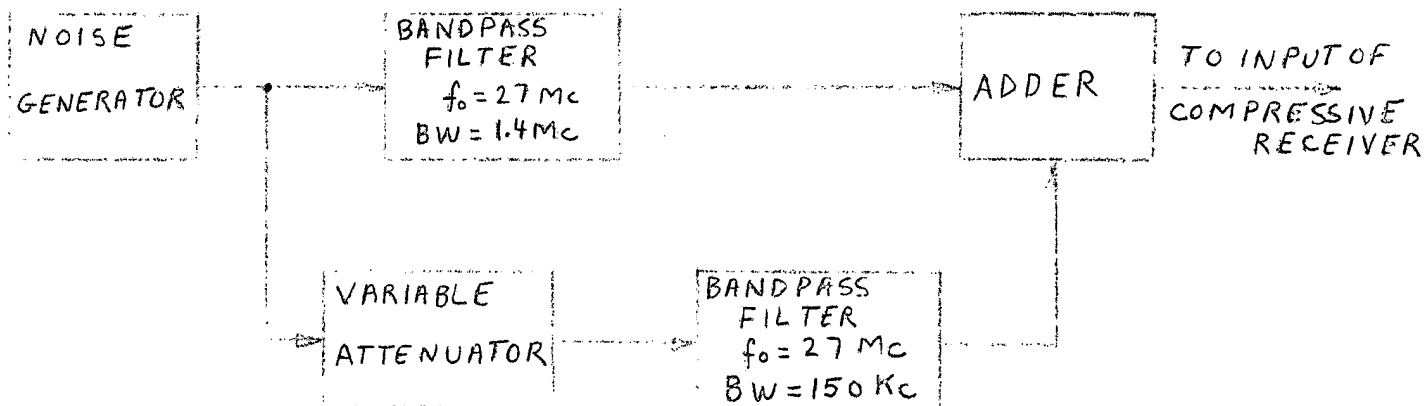 NOISE
GENERATOR
BANDPASS
FILTER
f₀ = 27 Mc
BW = 1.4 Mc
ADDER
TO INPUT OF
COMPRESSIVE
RECEIVER
VARIABLE
ATTENUATOR
BANDPASS
FILTER
f₀ = 27 Mc
BW = 150 Kc